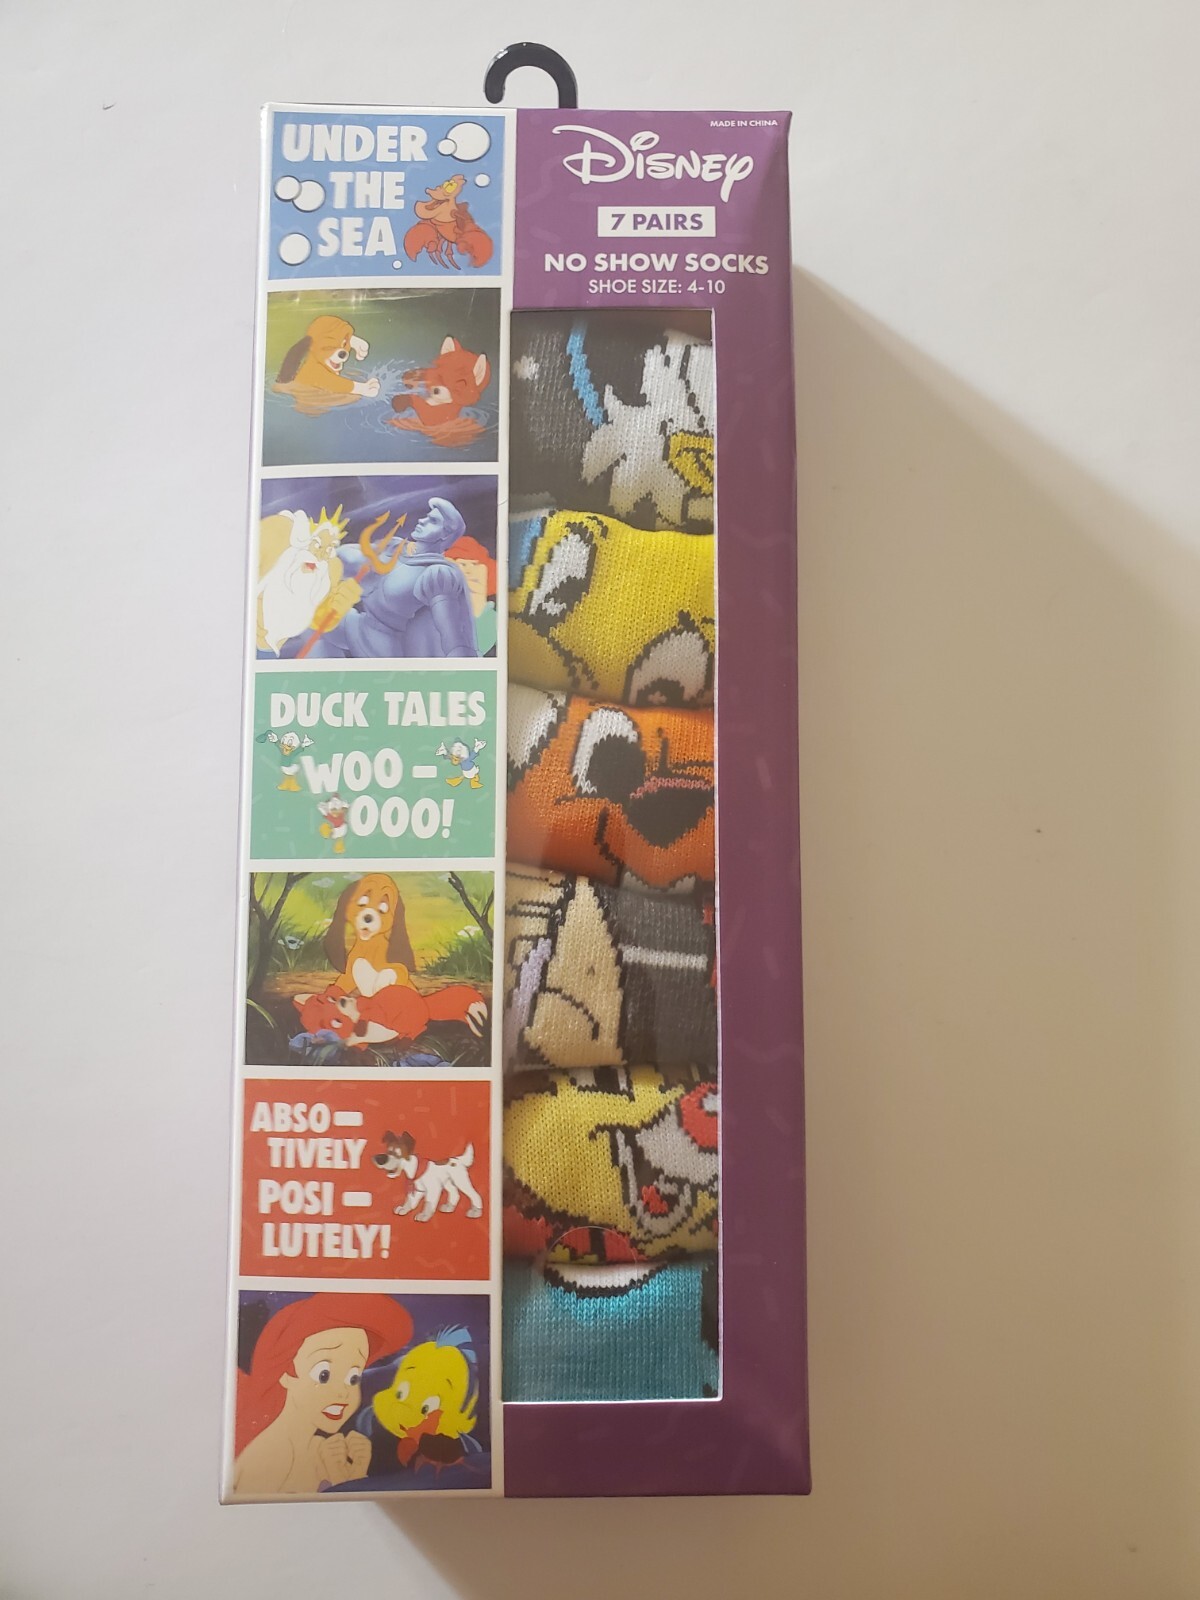 UNDER
THE
SEA
DUCK TALES
WOO-
OOO!
ABSO-
TIVELY
POSI-
LUTELY!
MADE IN CHINA
Disney
7 PAIRS
NO SHOW SOCKS
SHOE SIZE: 4-10